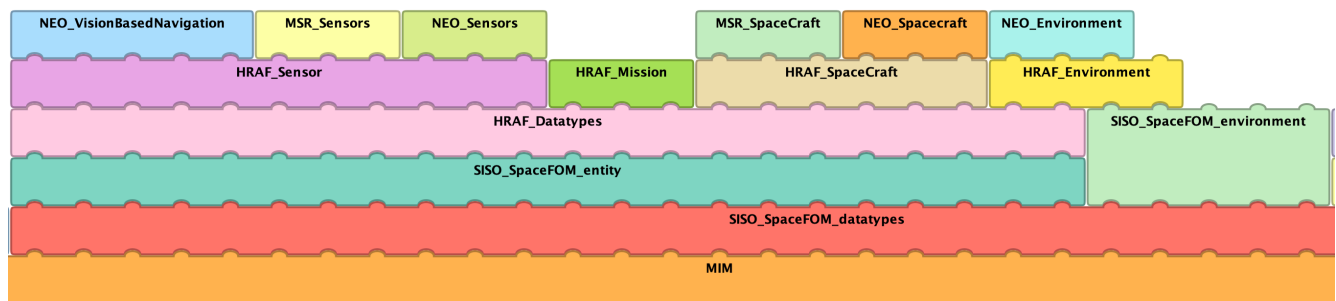 NEO_VisionBasedNavigation MSR_Sensors NEO_Sensors MSR_SpaceCraft NEO_Spacecraft NEO_Environment
HRAF_Sensor HRAF_Mission HRAF_SpaceCraft HRAF_Environment
HRAF_Datatypes SISO_SpaceFOM_environment
SISO_SpaceFOM_entity
SISO_SpaceFOM_datatypes
MIM